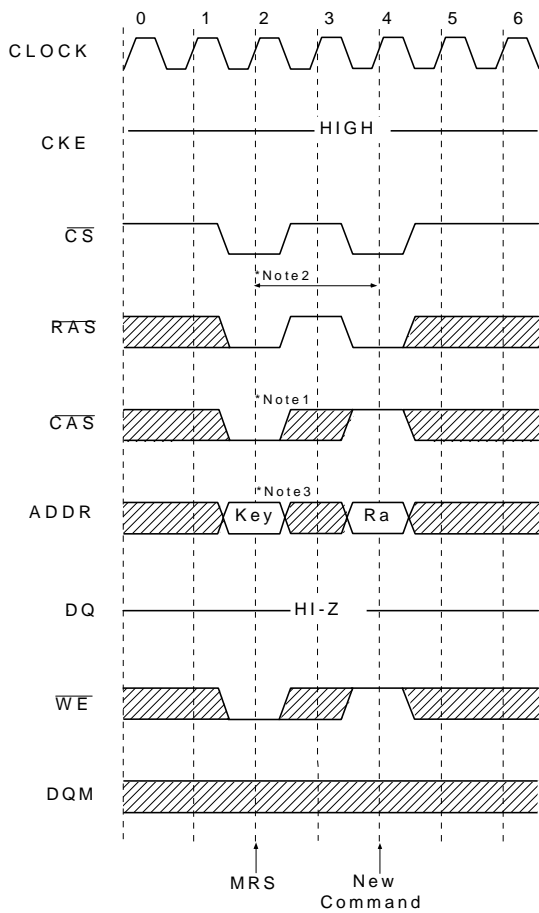 0 1 2 3 4 5 6
CLOCK
CKE
HIGH
CS
*Note2
RAS
*Note1
CAS
*Note3
ADDR
Key
Ra
DQ
HI-Z
WE
DQM
MRS
New
Command